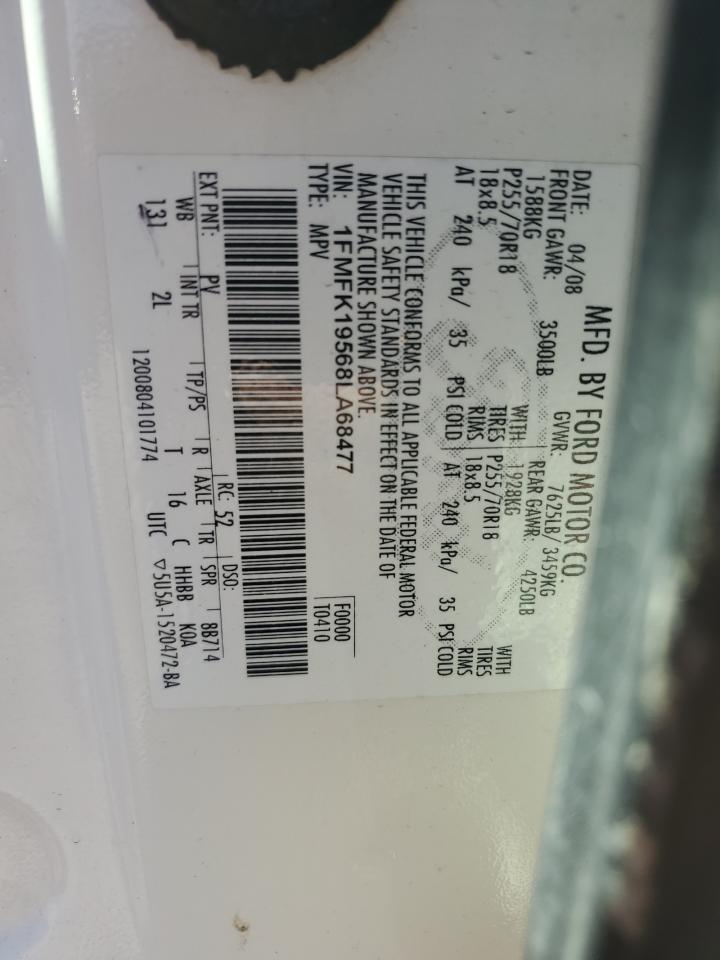 MFD. BY FORD MOTOR CO.
DATE: 04/08 GVWR: 7625LB/ 3459KG
FRONT GAWR: 3500LB REAR GAWR: 4250LB
1588KG WITH 1928KG WITH
P255/70R18 TIRES P255/70R18 TIRES
18x8.5 RIMS 18x8.5 RIMS
AT 240 kPa/ 35 PSI COLD AT 240 kPa/ 35 PSI COLD
THIS VEHICLE CONFORMS TO ALL APPLICABLE FEDERAL MOTOR
VEHICLE SAFETY STANDARDS IN EFFECT ON THE DATE OF
MANUFACTURE SHOWN ABOVE.
VIN: 1FMFK19568LA68477 F0000
TYPE: MPV T0410
EXT PNT: PV RC: 52 DSO:
WB INT TR TP/PS R AXLE TR SPR 8B714
131 2L T 16 C HHBB KOA
1200804101774 UTC ▽5U5A-1520472-BA